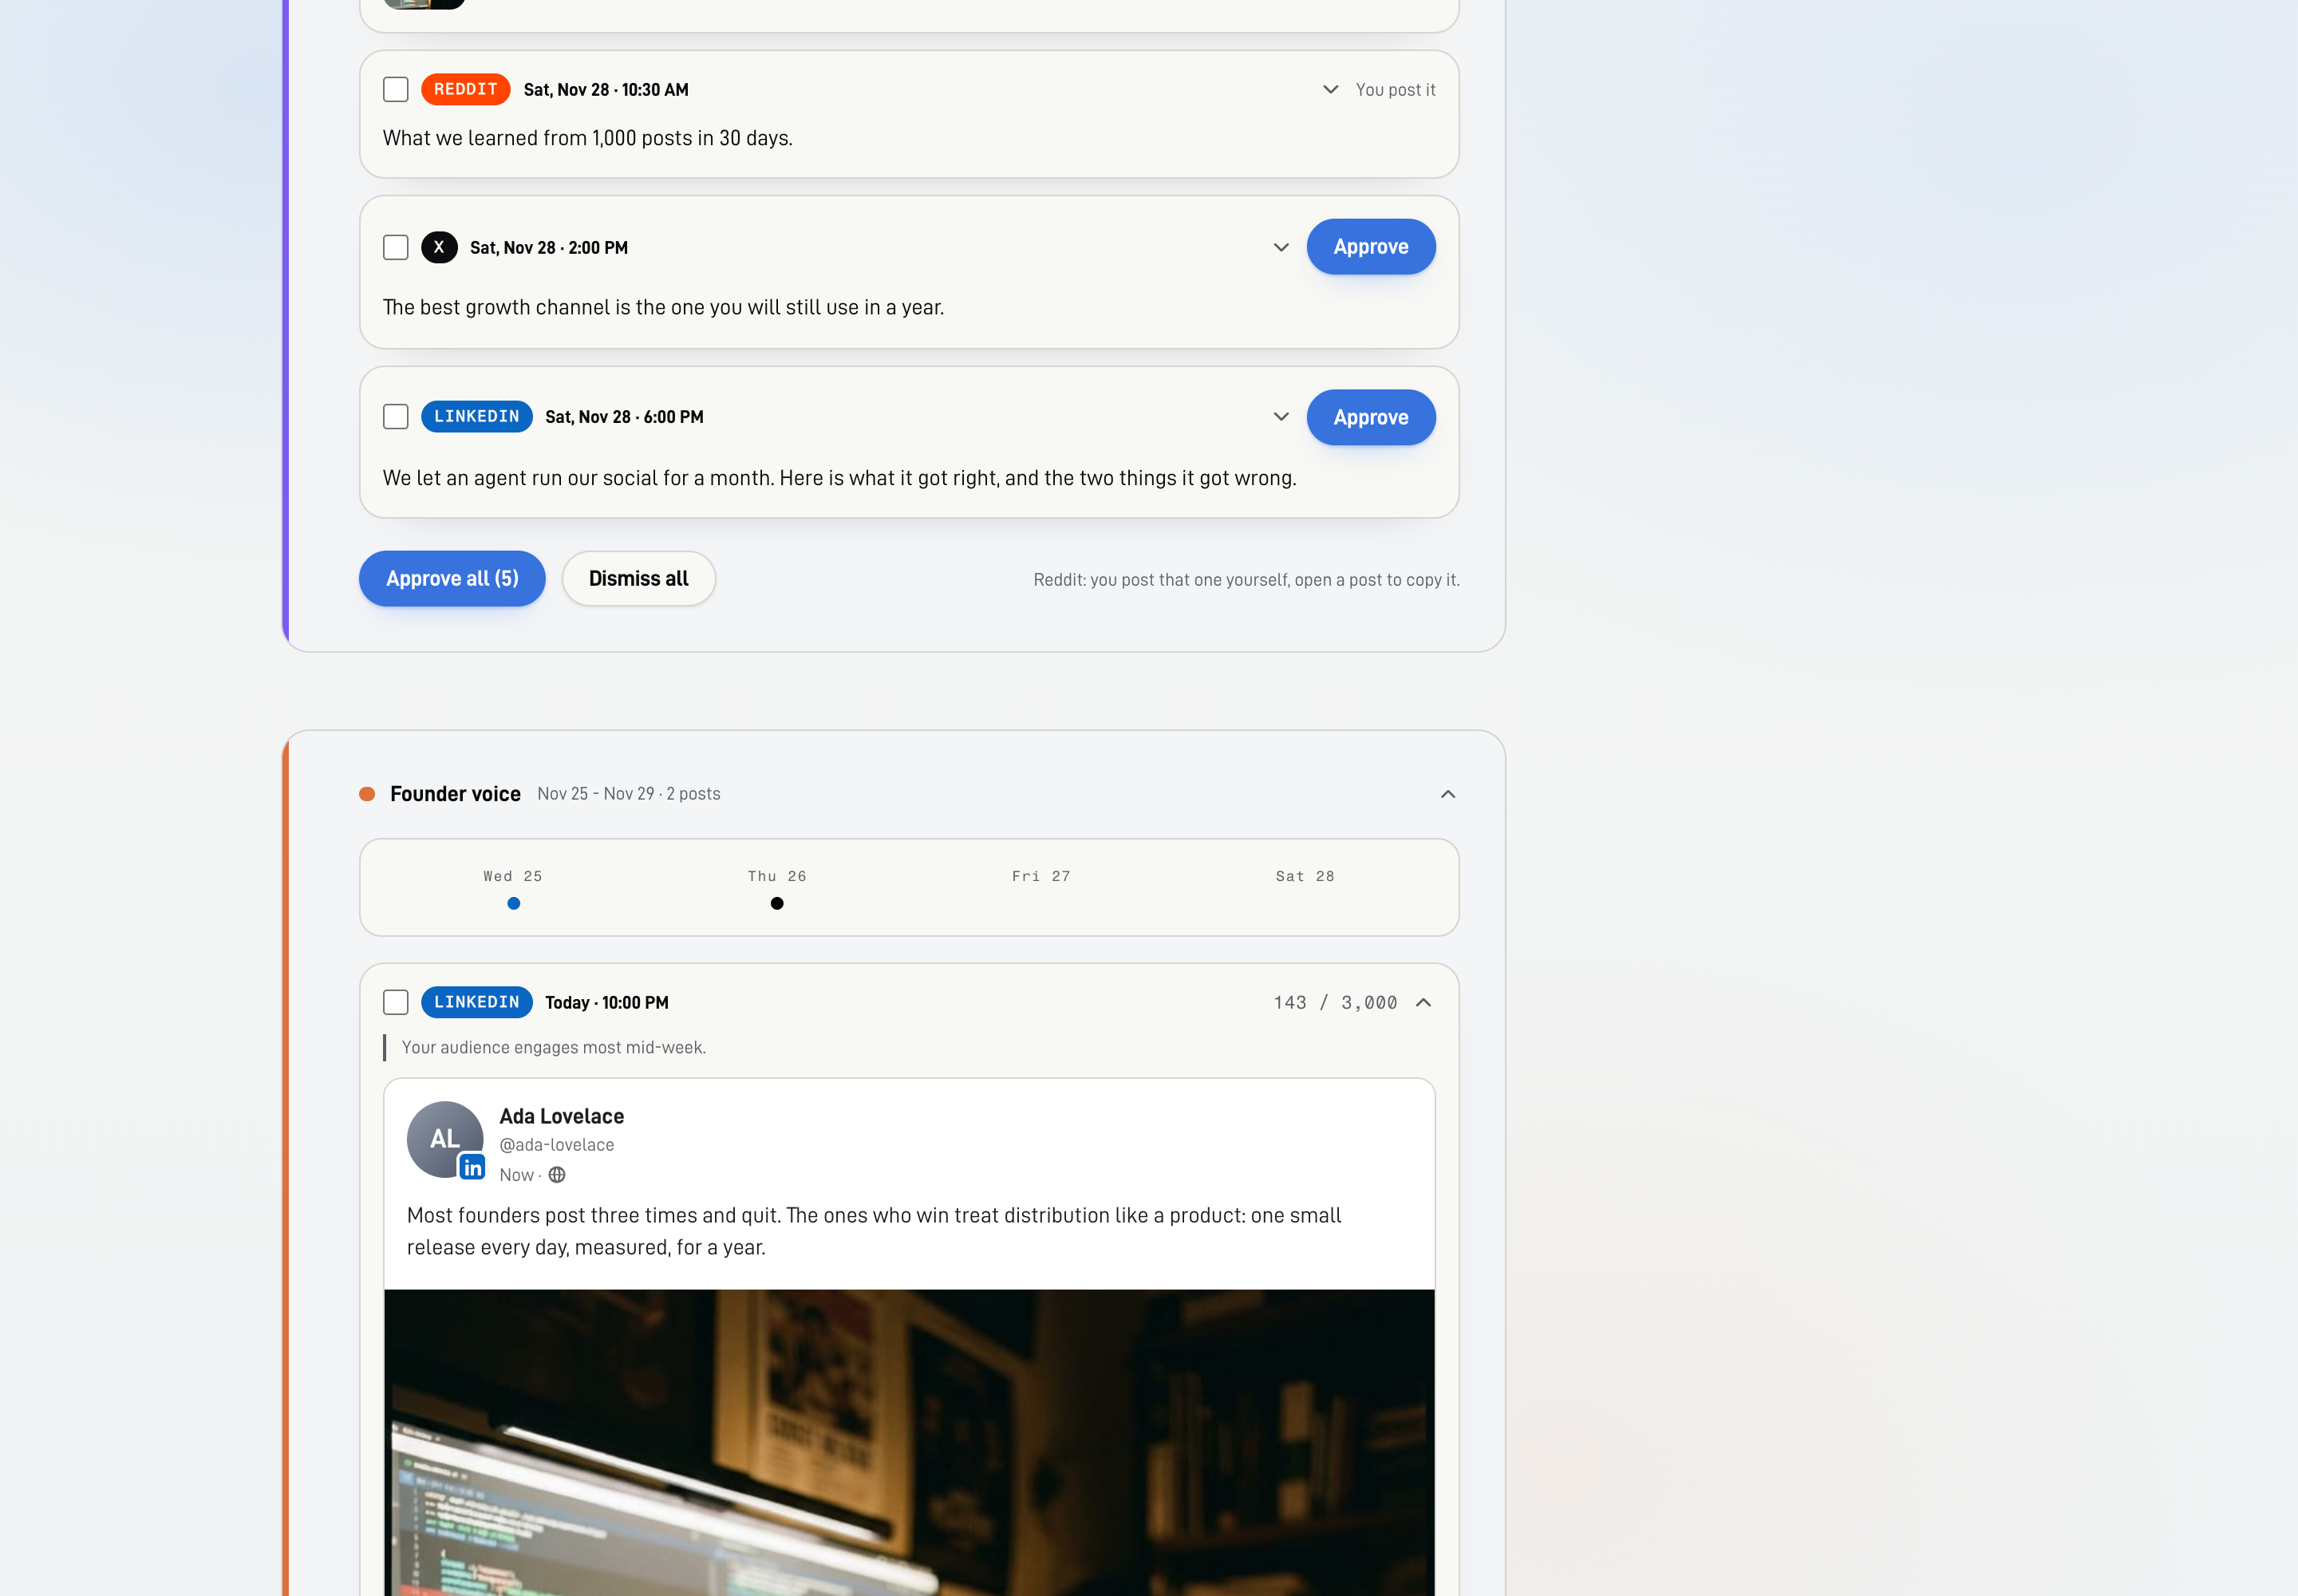 REDDIT Sat, Nov 28 · 10:30 AM You post it
What we learned from 1,000 posts in 30 days.
X Sat, Nov 28 · 2:00 PM Approve
The best growth channel is the one you will still use in a year.
LINKEDIN Sat, Nov 28 · 6:00 PM Approve
We let an agent run our social for a month. Here is what it got right, and the two things it got wrong.
Approve all (5) Dismiss all Reddit: you post that one yourself, open a post to copy it.
Founder voice Nov 25 - Nov 29 · 2 posts
Wed 25 Thu 26 Fri 27 Sat 28
LINKEDIN Today · 10:00 PM 143 / 3,000
Your audience engages most mid-week.
AL
in
Ada Lovelace
@ada-lovelace
Now ·
Most founders post three times and quit. The ones who win treat distribution like a product: one small
release every day, measured, for a year.